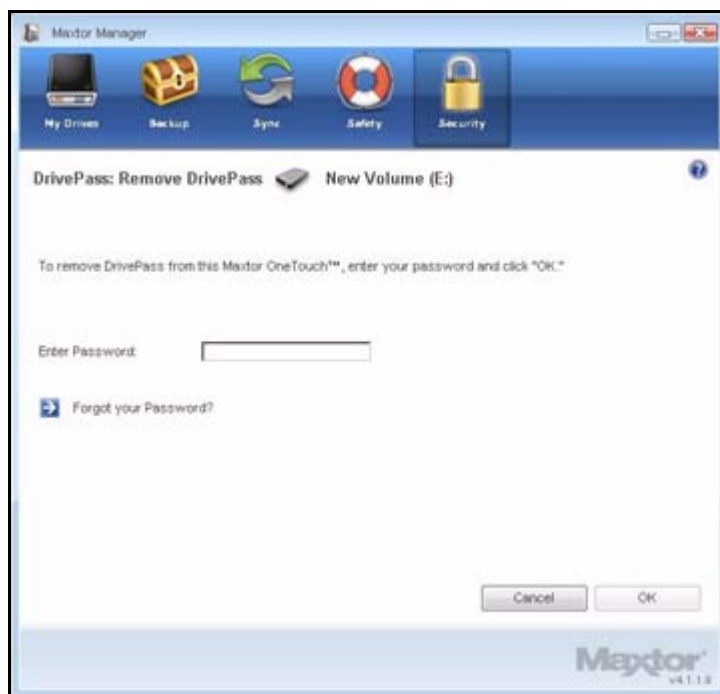 Maxtor Manager
My Drives Backup Sync Safety Security
DrivePass: Remove DrivePass New Volume (E:)
To remove DrivePass from this Maxtor OneTouch™, enter your password and click "OK."
Enter Password:
Forgot your Password?
Cancel OK
Maxtor
v4.1.1.8